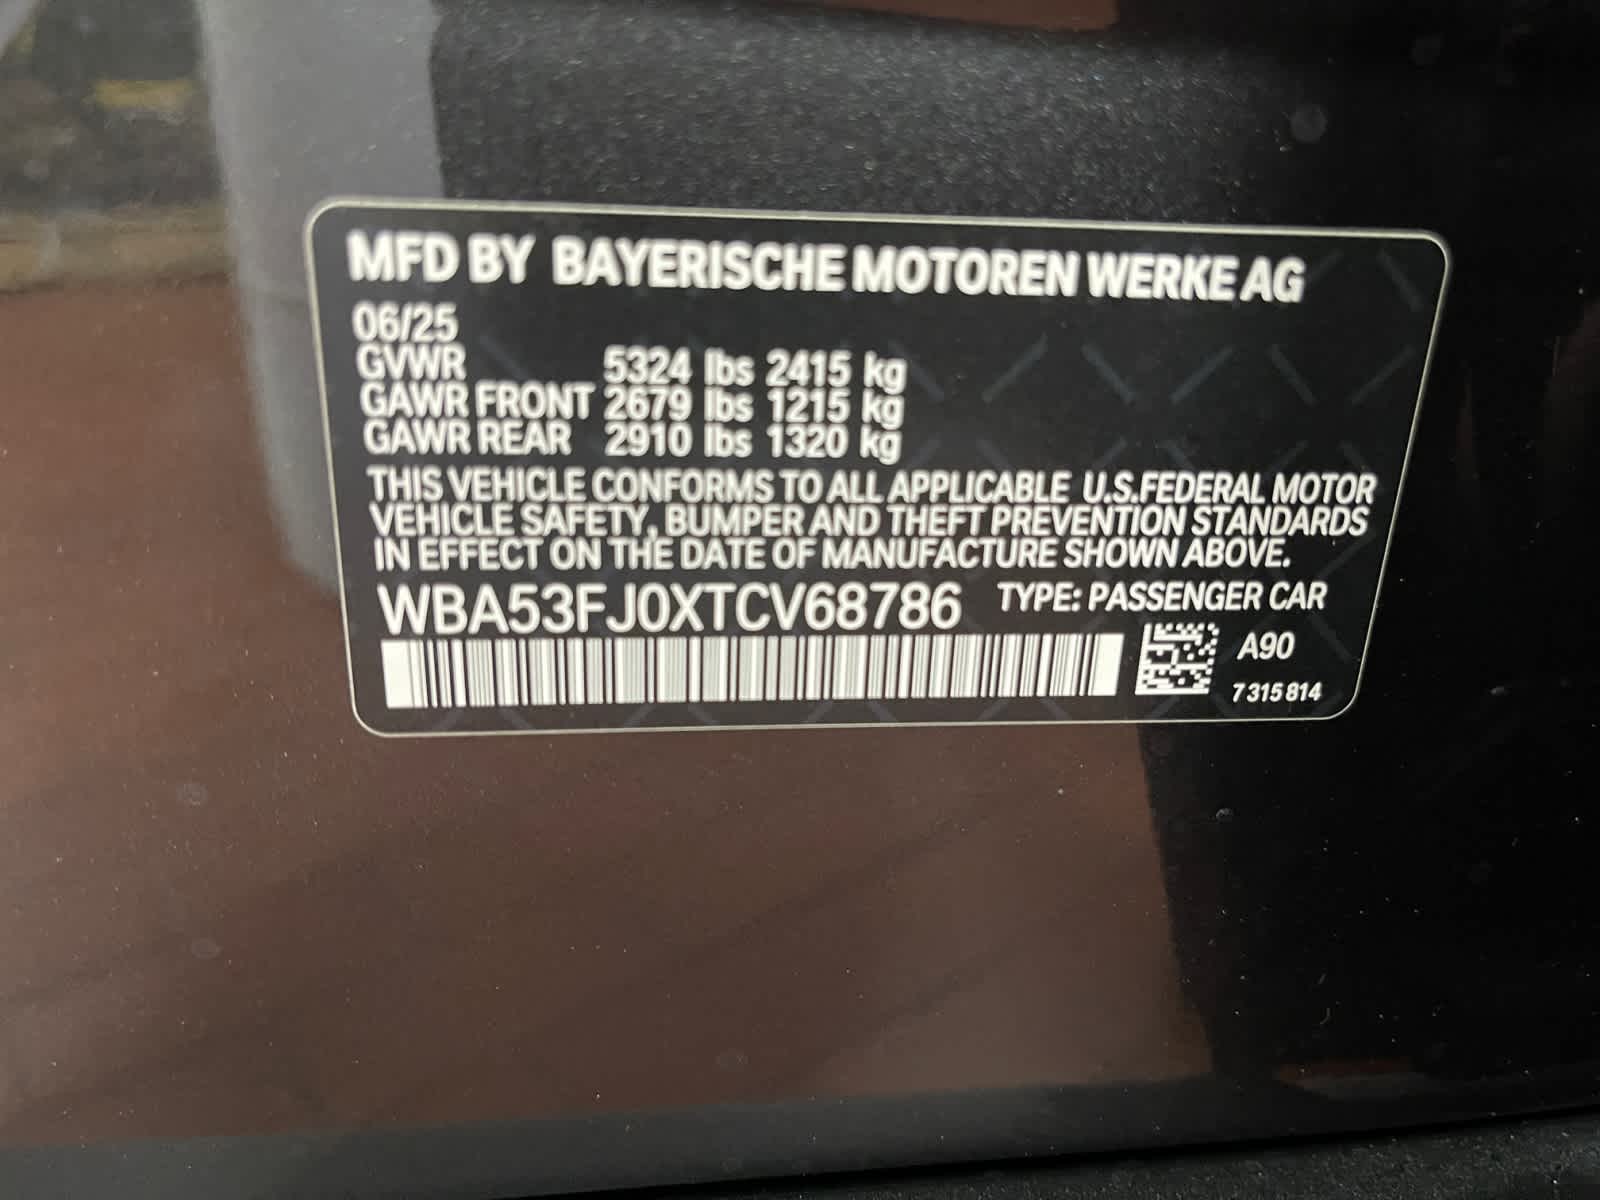 MFD BY BAYERISCHE MOTOREN WERKE AG
06/25
GVWR 5324 lbs 2415 kg
GAWR FRONT 2679 lbs 1215 kg
GAWR REAR 2910 lbs 1320 kg
THIS VEHICLE CONFORMS TO ALL APPLICABLE U.S.FEDERAL MOTOR
VEHICLE SAFETY, BUMPER AND THEFT PREVENTION STANDARDS
IN EFFECT ON THE DATE OF MANUFACTURE SHOWN ABOVE.
WBA53FJ0XTCV68786 TYPE: PASSENGER CAR
A90
7 315 814